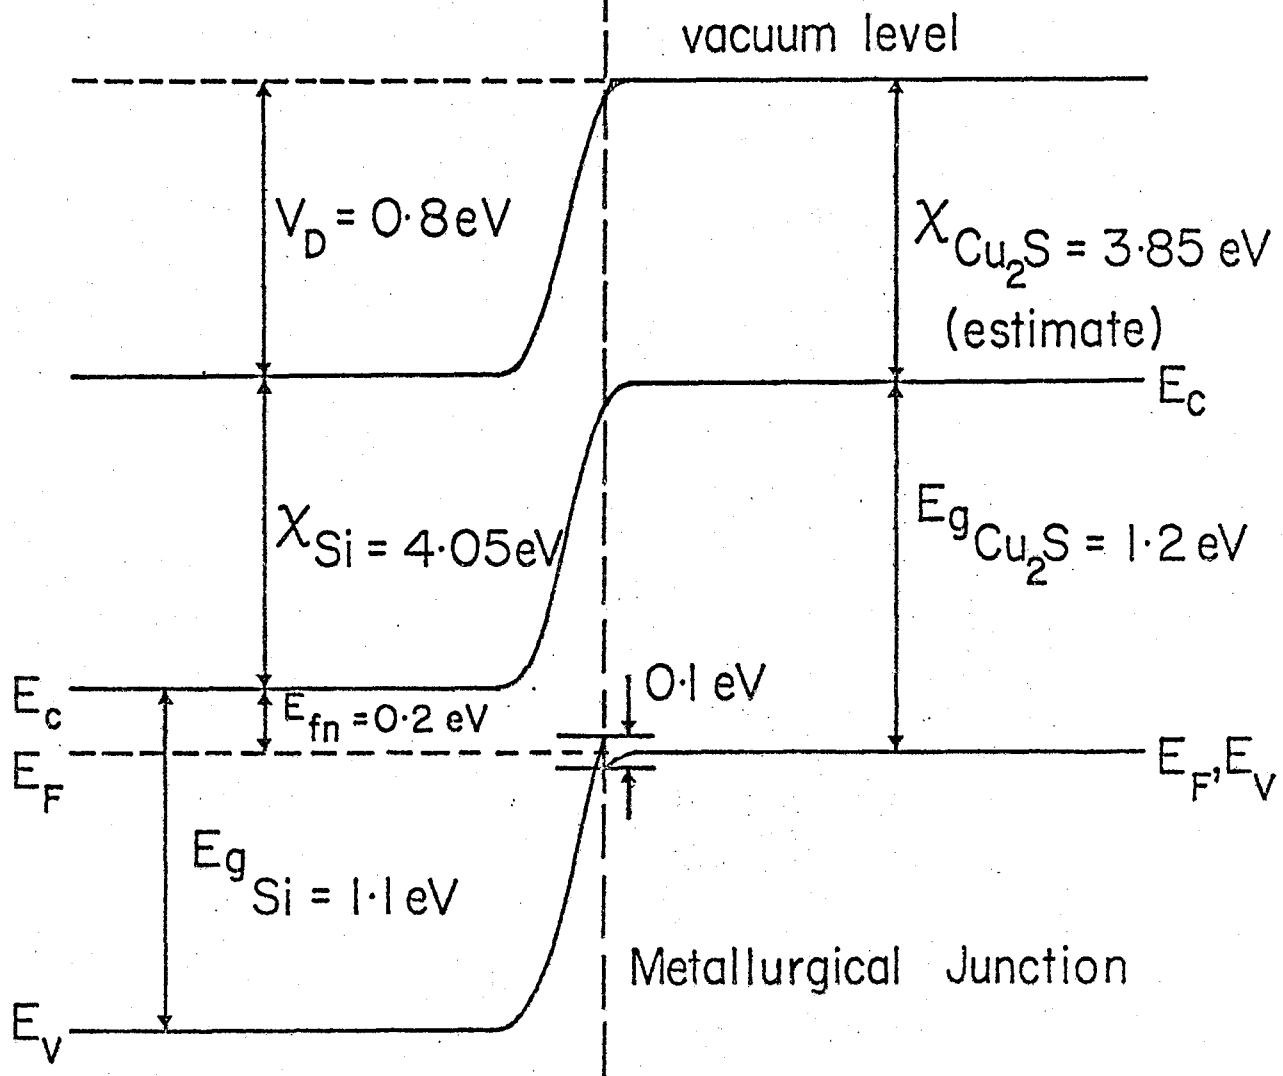 vacuum level
V_D = 0·8 eV
χ_Cu₂S = 3·85 eV
(estimate)
E_c
χ_Si = 4·05 eV
E_g Cu₂S = 1·2 eV
E_c
E_fn = 0·2 eV
0·1 eV
E_F
E_F, E_V
E_g Si = 1·1 eV
Metallurgical Junction
E_V